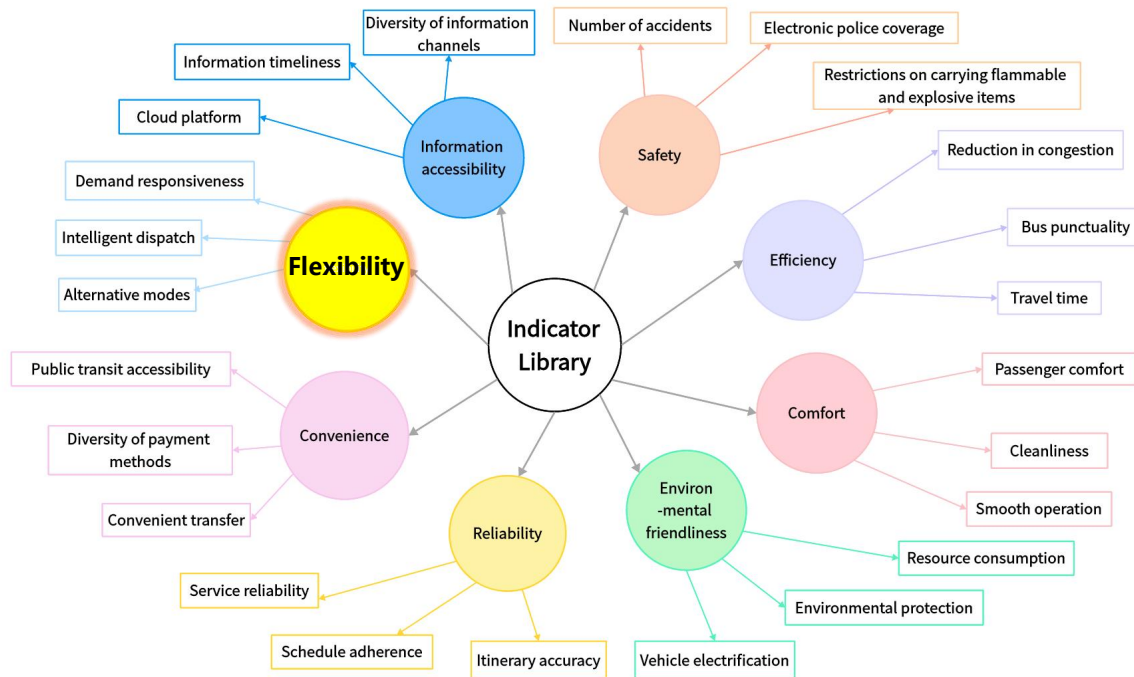 Indicator
Library
Information
accessibility
Diversity of information
channels
Information timeliness
Cloud platform
Safety
Number of accidents
Electronic police coverage
Restrictions on carrying flammable
and explosive items
Efficiency
Reduction in congestion
Bus punctuality
Travel time
Comfort
Passenger comfort
Cleanliness
Smooth operation
Environ
-mental
friendliness
Resource consumption
Environmental protection
Vehicle electrification
Reliability
Service reliability
Schedule adherence
Itinerary accuracy
Convenience
Public transit accessibility
Diversity of payment
methods
Convenient transfer
Flexibility
Demand responsiveness
Intelligent dispatch
Alternative modes